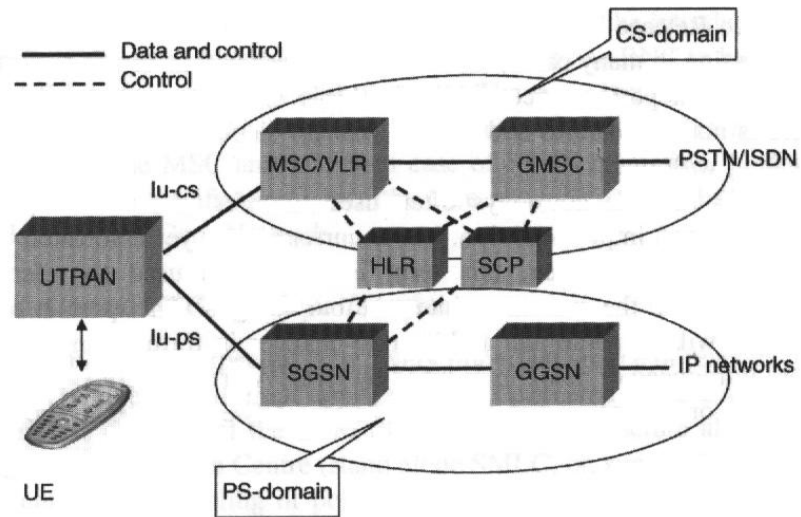 Data and control
Control
CS-domain
MSC/VLR
GMSC
PSTN/ISDN
Iu-cs
UTRAN
HLR
SCP
Iu-ps
SGSN
GGSN
IP networks
UE
PS-domain